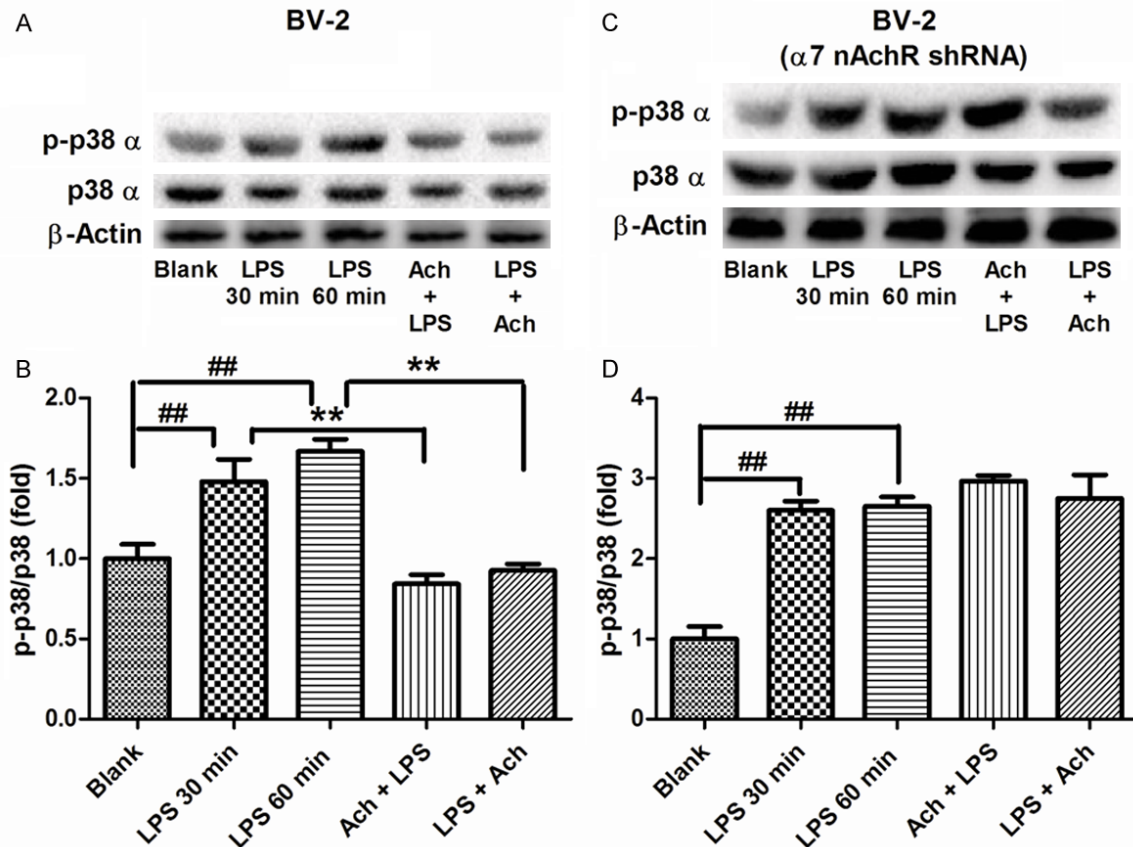 A
BV-2
p-p38 α
p38 α
β-Actin
Blank LPS LPS Ach LPS
30 min 60 min + +
LPS Ach
C
BV-2
(α7 nAchR shRNA)
p-p38 α
p38 α
β-Actin
Blank LPS LPS Ach LPS
30 min 60 min + +
LPS Ach
B
p-p38/p38 (fold)
2.0
1.5
1.0
0.5
0.0
## **
## **
Blank
LPS 30 min
LPS 60 min
Ach + LPS
LPS + Ach
D
p-p38/p38 (fold)
4
3
2
1
0
##
##
Blank
LPS 30 min
LPS 60 min
Ach + LPS
LPS + Ach